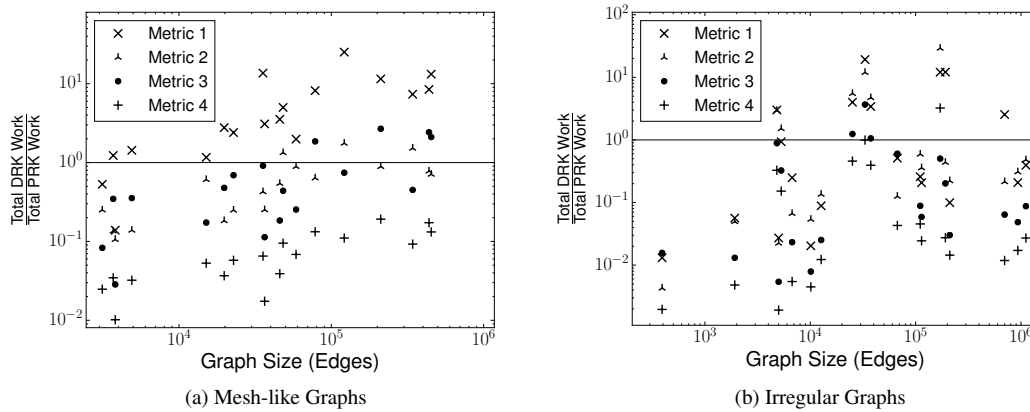 Metric 1
Metric 2
Metric 3
Metric 4
10^1
10^0
10^-1
10^-2
Total DRK Work
Total PRK Work
10^4 10^5 10^6
Graph Size (Edges)
(a) Mesh-like Graphs
Metric 1
Metric 2
Metric 3
Metric 4
10^2
10^1
10^0
10^-1
10^-2
Total DRK Work
Total PRK Work
10^3 10^4 10^5 10^6
Graph Size (Edges)
(b) Irregular Graphs